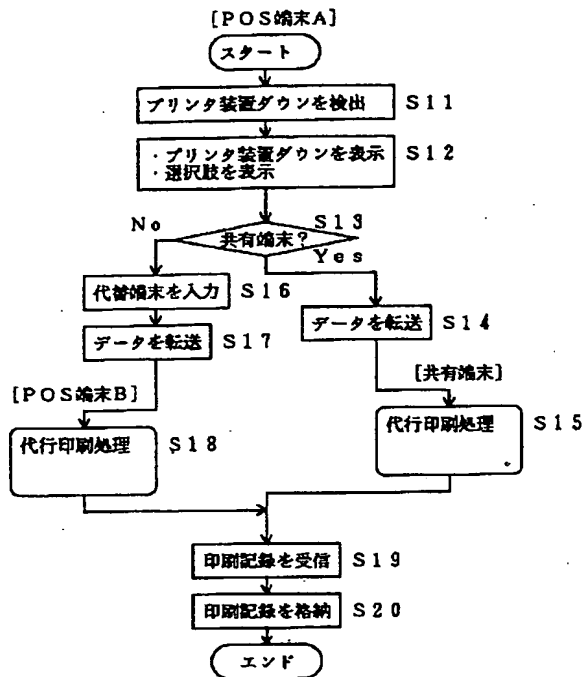 [POS端末A]
スタート
プリンタ装置ダウンを検出 S11
・プリンタ装置ダウンを表示 S12
・選択肢を表示
S13
No
共有端末?
Yes
代替端末を入力 S16
データを転送 S14
データを転送 S17
[共有端末]
[POS端末B]
代行印刷処理 S15
代行印刷処理 S18
印刷記録を受信 S19
印刷記録を格納 S20
エンド